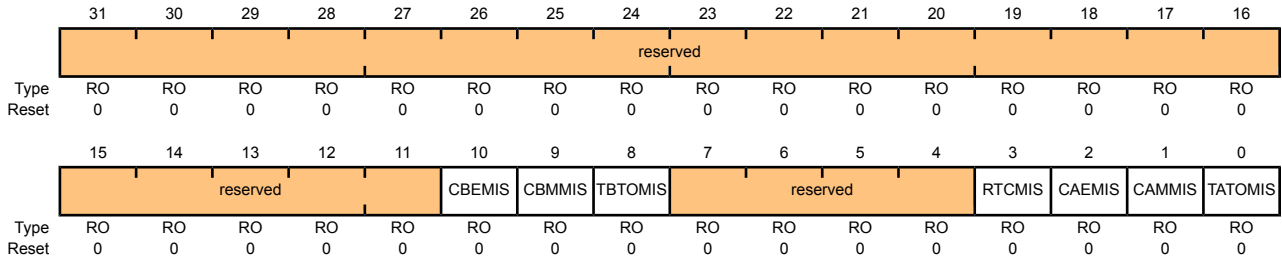 31 30 29 28 27 26 25 24 23 22 21 20 19 18 17 16
reserved
Type RO RO RO RO RO RO RO RO RO RO RO RO RO RO RO RO
Reset 0 0 0 0 0 0 0 0 0 0 0 0 0 0 0 0
15 14 13 12 11 10 9 8 7 6 5 4 3 2 1 0
reserved CBEMIS CBMMIS TBTOMIS reserved RTCMIS CAEMIS CAMMIS TATOMIS
Type RO RO RO RO RO RO RO RO RO RO RO RO RO RO RO RO
Reset 0 0 0 0 0 0 0 0 0 0 0 0 0 0 0 0